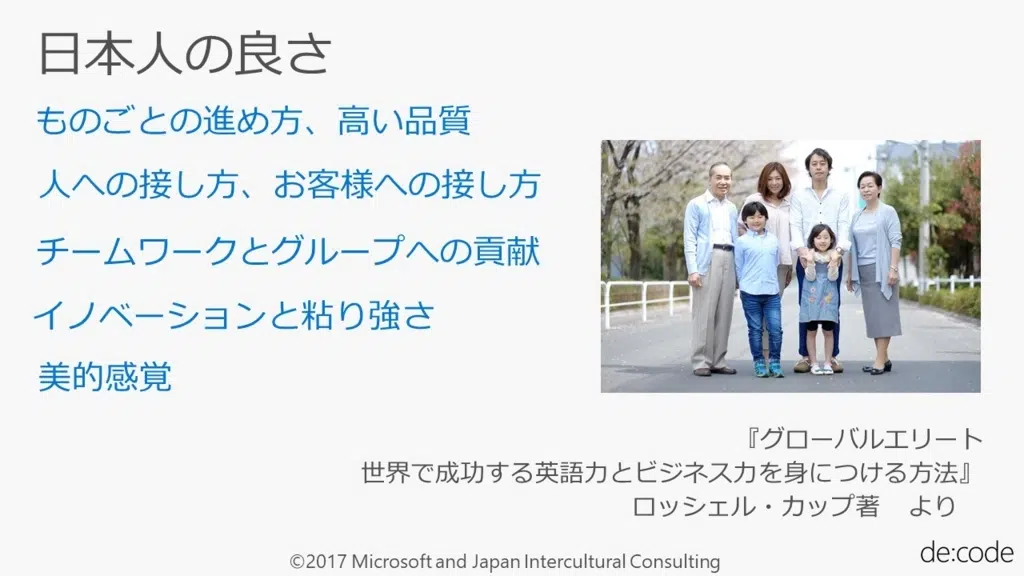 日本人の良さ
ものごとの進め方、高い品質
人への接し方、お客様への接し方
チームワークとグループへの貢献
イノベーションと粘り強さ
美的感覚
『グローバルエリート
世界で成功する英語力とビジネス力を身につける方法』
ロッシェル・カップ著　より
©2017 Microsoft and Japan Intercultural Consulting
de:code